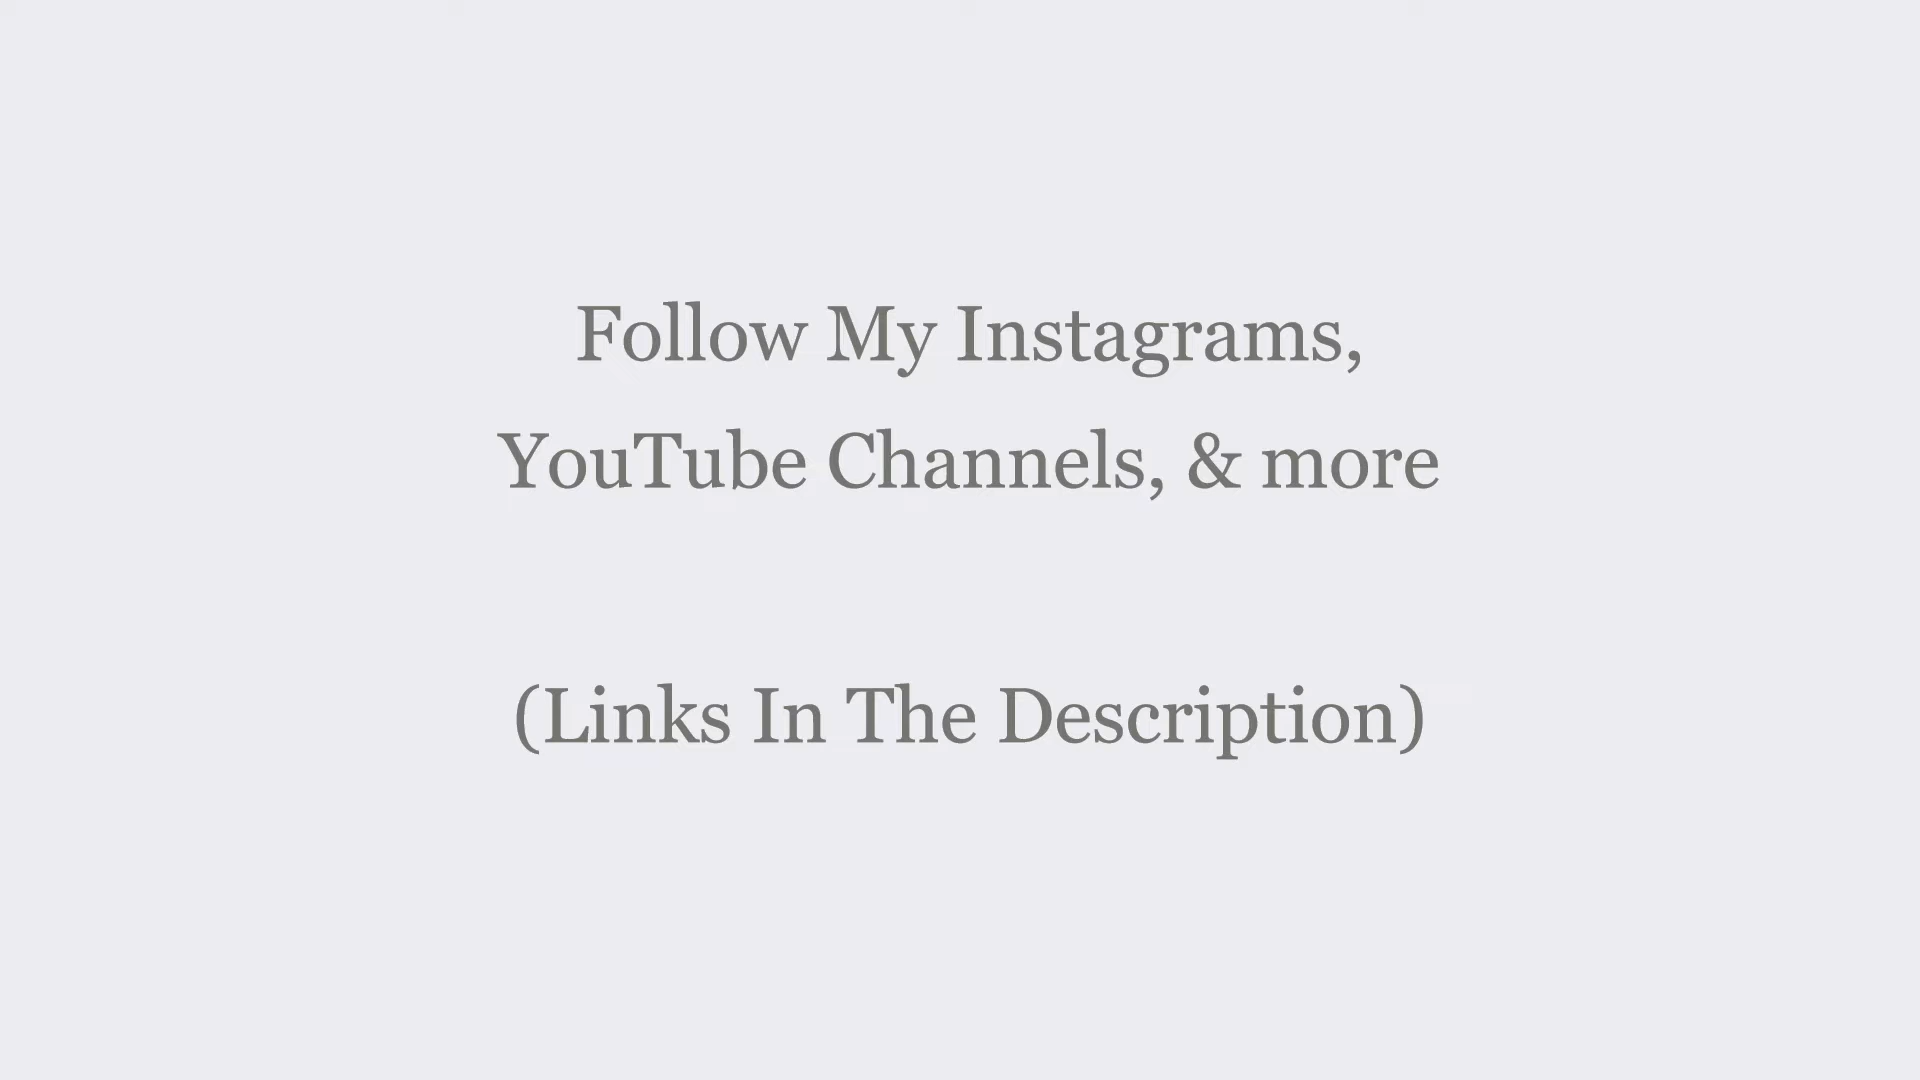 Follow My Instagrams,
YouTube Channels, & more
(Links In The Description)